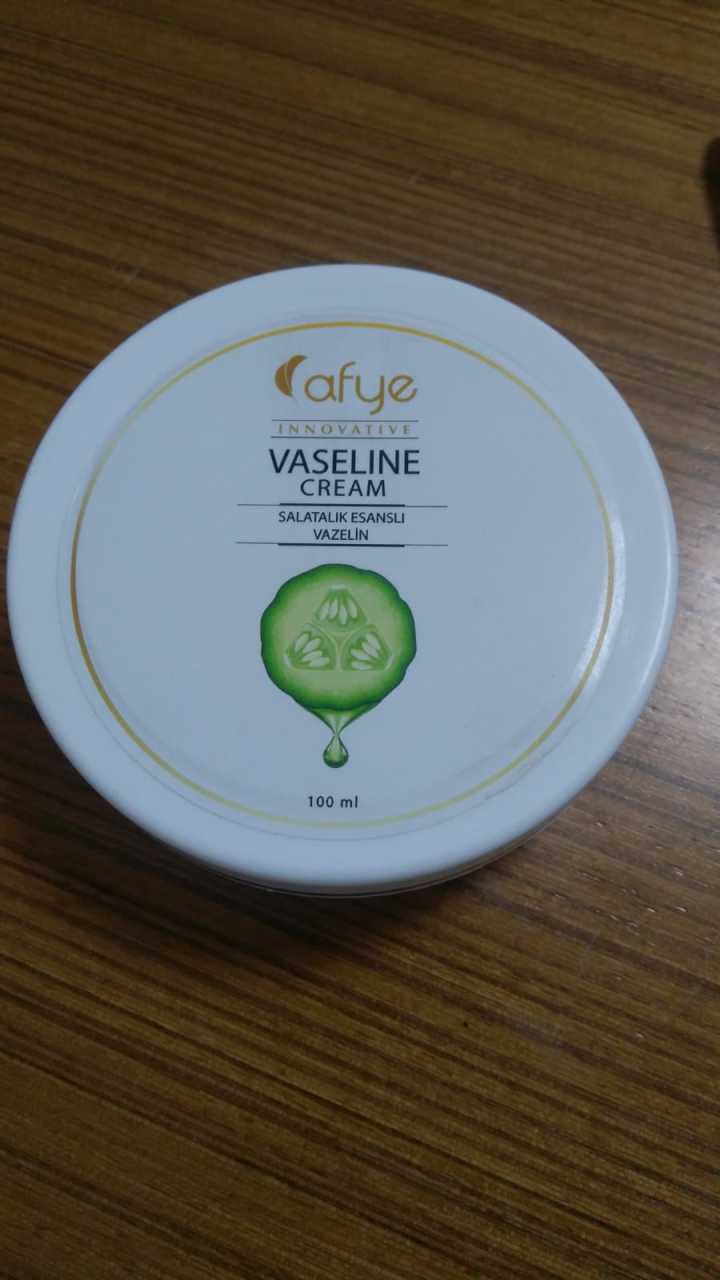 afye
INNOVATIVE
VASELINE
CREAM
SALATALIK ESANSLI
VAZELİN
100 ml